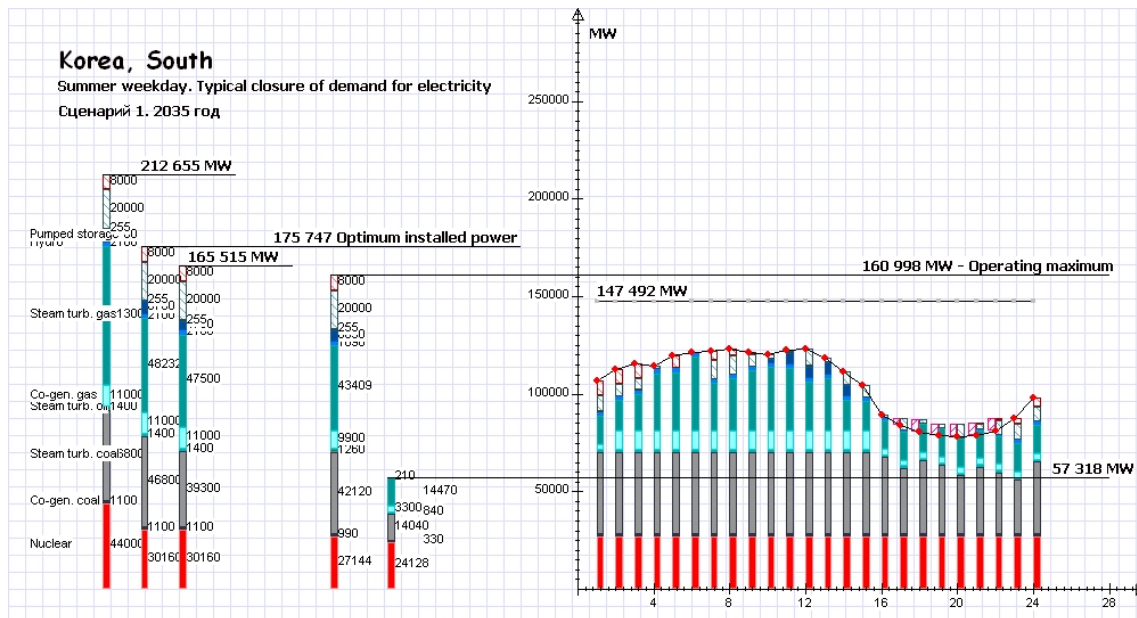 Korea, South
Summer weekday. Typical closure of demand for electricity
Сценарий 1. 2035 год
MW
250000
200000
150000
100000
50000
4 8 12 16 20 24 28
212 655 MW
175 747 Optimum installed power
165 515 MW
160 998 MW - Operating maximum
147 492 MW
57 318 MW
8000
20000
255
Pumped storage
Hydro
Steam turb. gas
Co-gen. gas 11000
Steam turb. oil 1400
Steam turb. coal
Co-gen. coal 1100
Nuclear 44000
8000
20000
255
48232
11000
1400
46800
1100
30160
8000
20000
255
47500
11000
1400
39300
1100
30160
8000
20000
255
43409
9900
1260
42120
990
27144
210
14470
3300 840
14040
330
24128